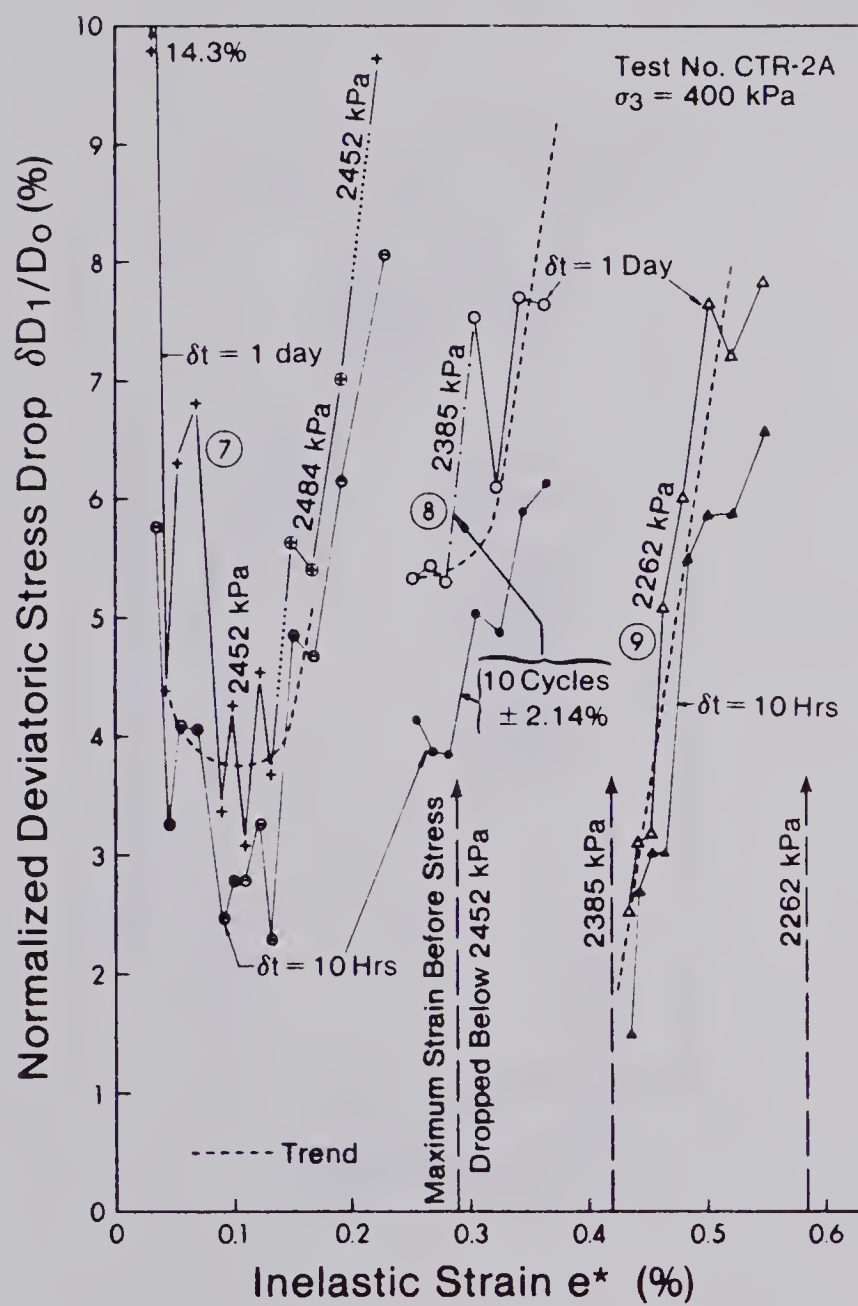 Test No. CTR-2A
σ3 = 400 kPa
14.3%
10
9
8
7
6
5
4
3
2
1
0
Normalized Deviatoric Stress Drop δD1/Do (%)
2452 kPa
δt = 1 Day
δt = 1 day
7
2484 kPa
2385 kPa
8
2262 kPa
2452 kPa
9
10 Cycles
± 2.14%
δt = 10 Hrs
δt = 10 Hrs
Maximum Strain Before Stress
Dropped Below 2452 kPa
2385 kPa
2262 kPa
Trend
0
0.1
0.2
0.3
0.4
0.5
0.6
Inelastic Strain e* (%)